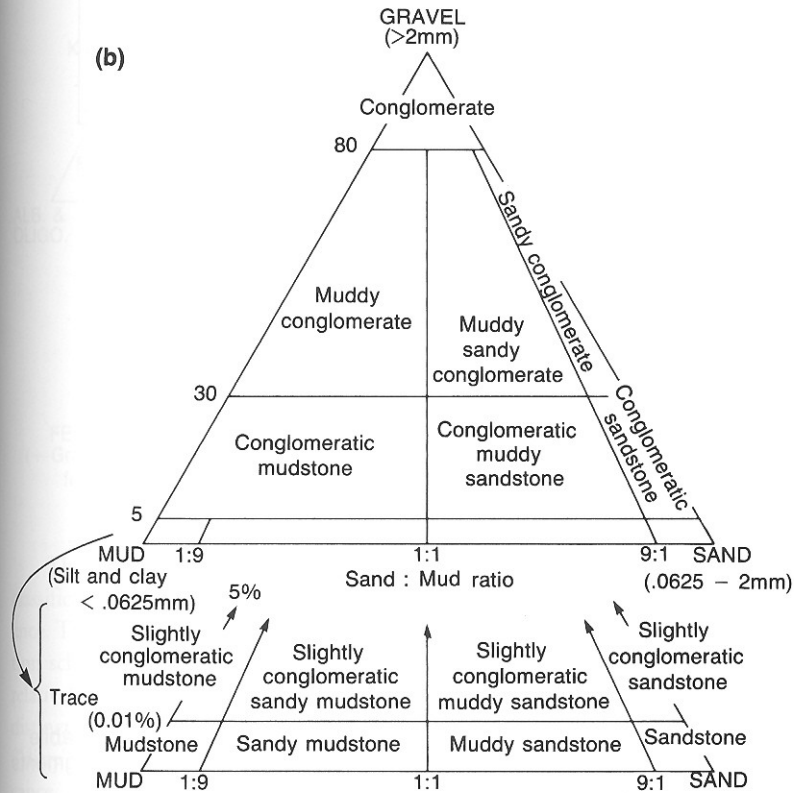 GRAVEL
(>2mm)
(b)
Conglomerate
80
Sandy conglomerate
Muddy
conglomerate
Muddy
sandy
conglomerate
30
Conglomeratic
sandstone
Conglomeratic
mudstone
Conglomeratic
muddy
sandstone
5
MUD 1:9 1:1 9:1 SAND
(Silt and clay
< .0625mm)
Sand : Mud ratio
(.0625 – 2mm)
5%
Slightly
conglomeratic
mudstone
Slightly
conglomeratic
sandy mudstone
Slightly
conglomeratic
muddy sandstone
Slightly
conglomeratic
sandstone
Trace
(0.01%)
Mudstone Sandy mudstone Muddy sandstone Sandstone
MUD 1:9 1:1 9:1 SAND